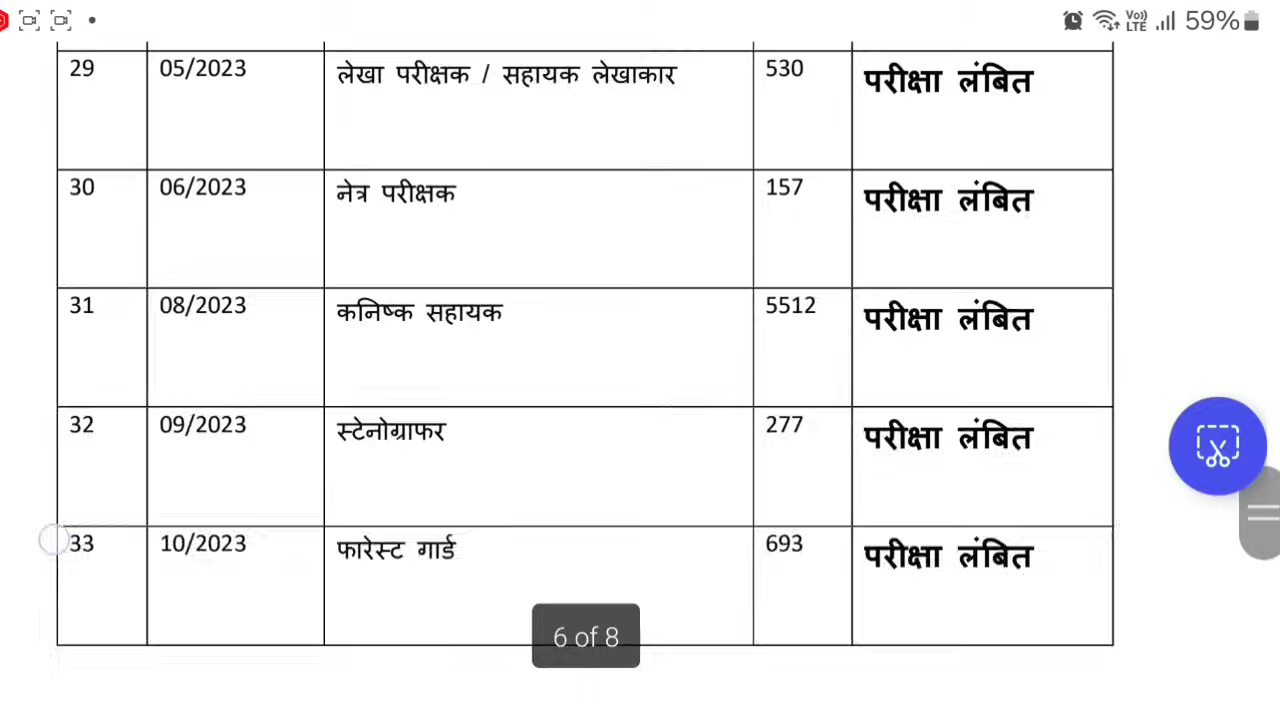 Vo))
LTE
59%
29 05/2023 लेखा परीक्षक / सहायक लेखाकार 530 परीक्षा लंबित
30 06/2023 नेत्र परीक्षक 157 परीक्षा लंबित
31 08/2023 कनिष्क सहायक 5512 परीक्षा लंबित
32 09/2023 स्टेनोग्राफर 277 परीक्षा लंबित
33 10/2023 फारेस्ट गार्ड 693 परीक्षा लंबित
6 of 8